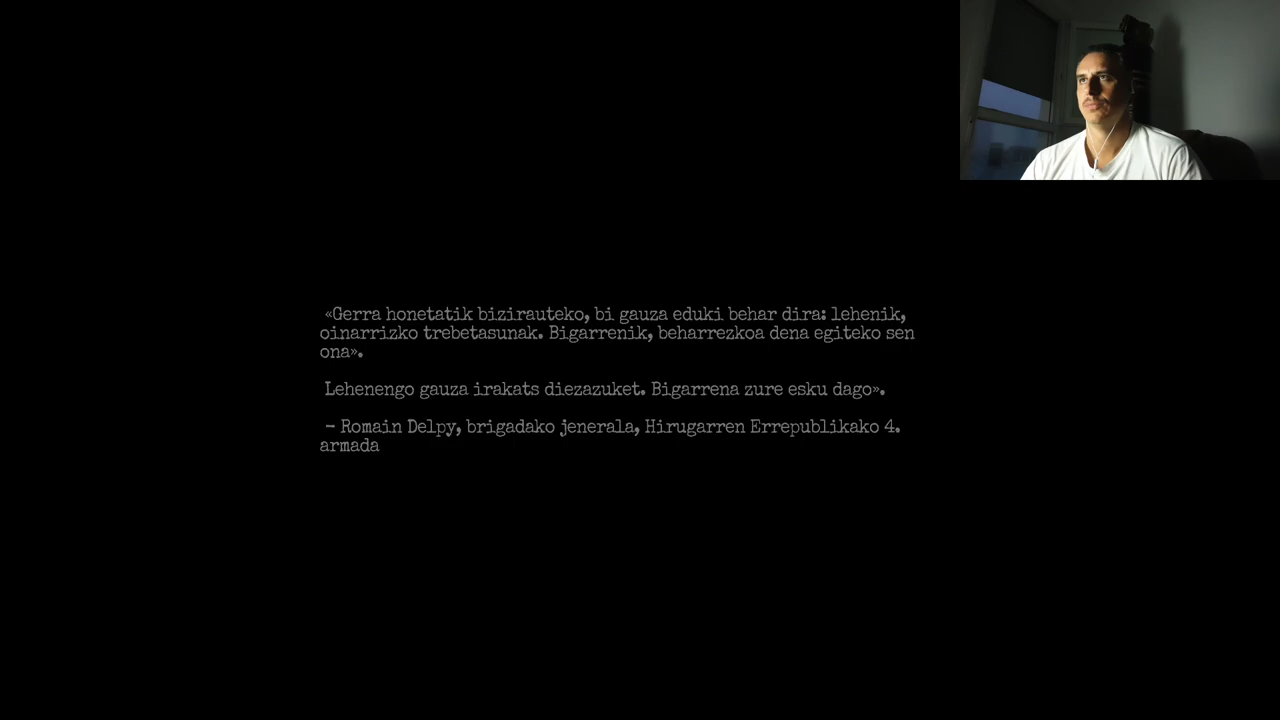 «Gerra honetatik bizirauteko, bi gauza eduki behar dira: lehenik,
oinarrizko trebetasunak. Bigarrenik, beharrezkoa dena egiteko sen
ona».
Lehenengo gauza irakats diezazuket. Bigarrena zure esku dago».
– Romain Delpy, brigadako jenerala, Hirugarren Errepublikako 4.
armada